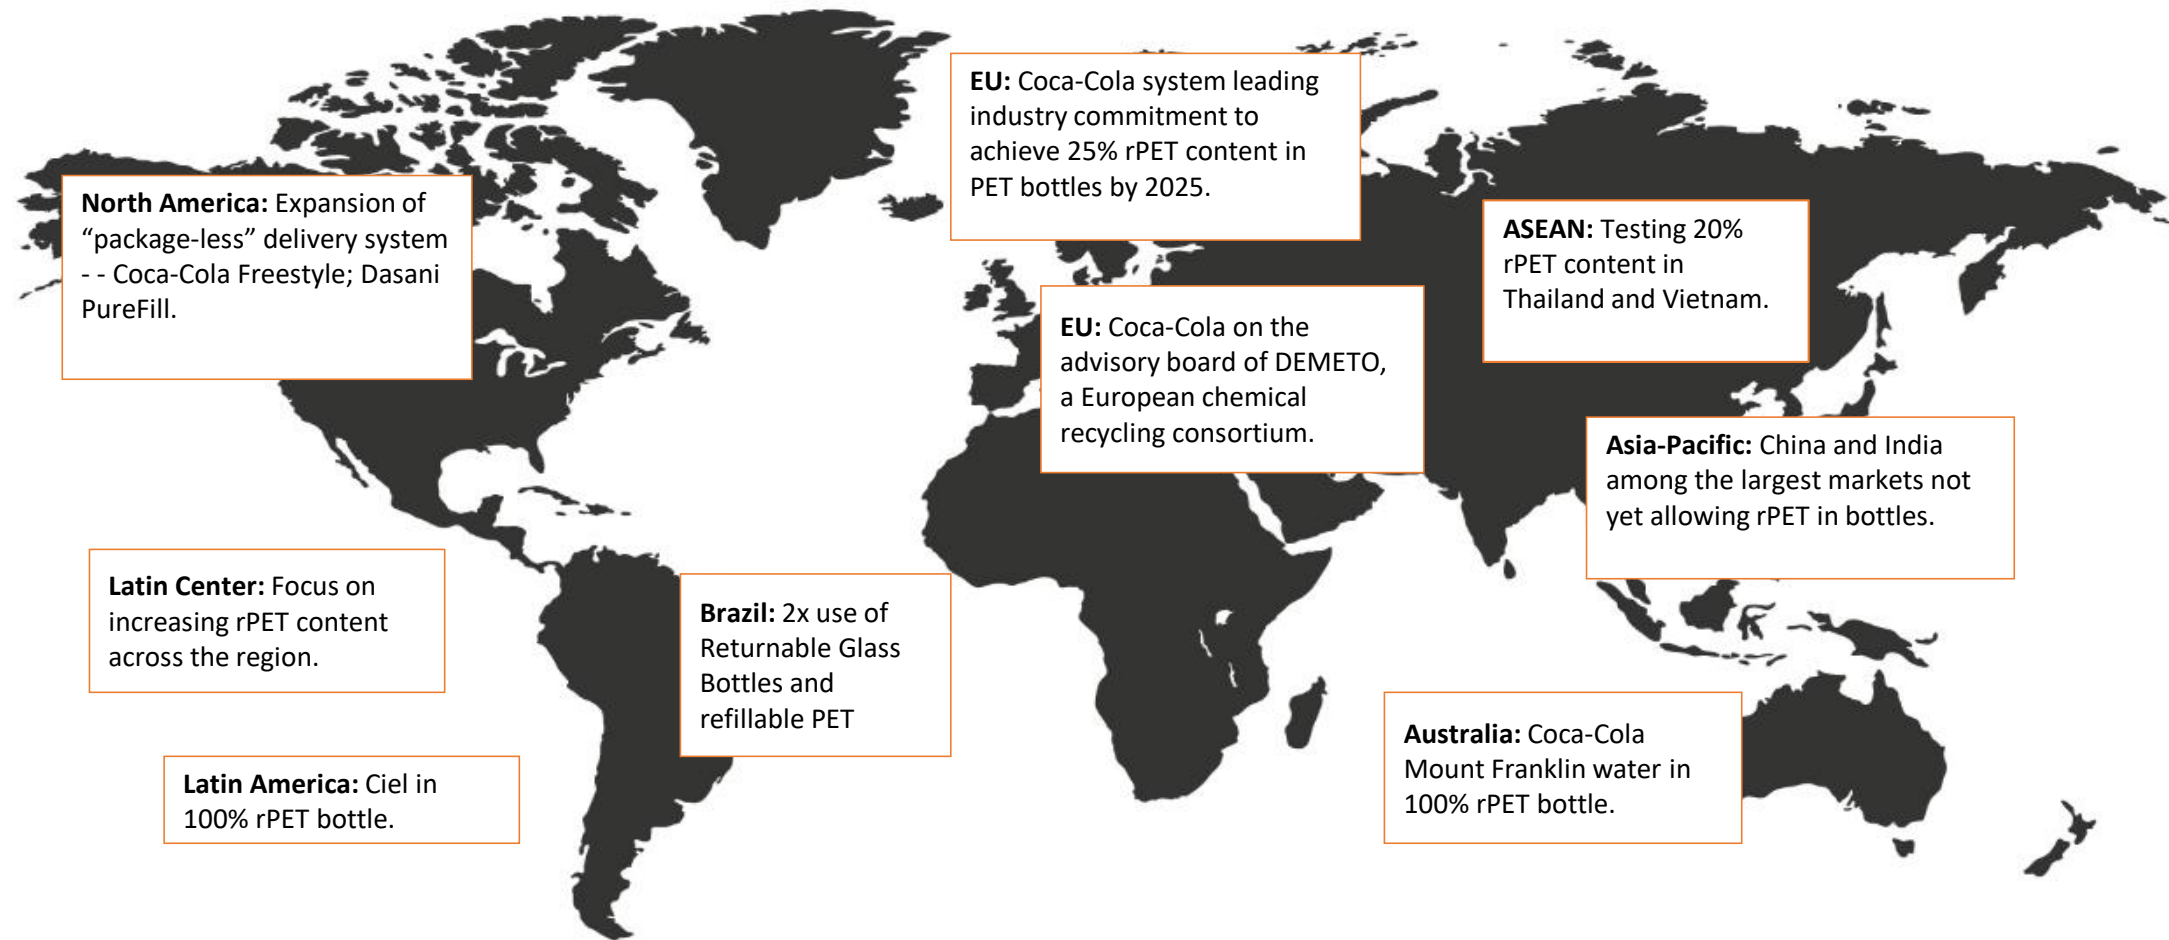 EU: Coca-Cola system leading
industry commitment to
achieve 25% rPET content in
PET bottles by 2025.
North America: Expansion of
“package-less” delivery system
- - Coca-Cola Freestyle; Dasani
PureFill.
ASEAN: Testing 20%
rPET content in
Thailand and Vietnam.
EU: Coca-Cola on the
advisory board of DEMETO,
a European chemical
recycling consortium.
Asia-Pacific: China and India
among the largest markets not
yet allowing rPET in bottles.
Latin Center: Focus on
increasing rPET content
across the region.
Brazil: 2x use of
Returnable Glass
Bottles and
refillable PET
Australia: Coca-Cola
Mount Franklin water in
100% rPET bottle.
Latin America: Ciel in
100% rPET bottle.